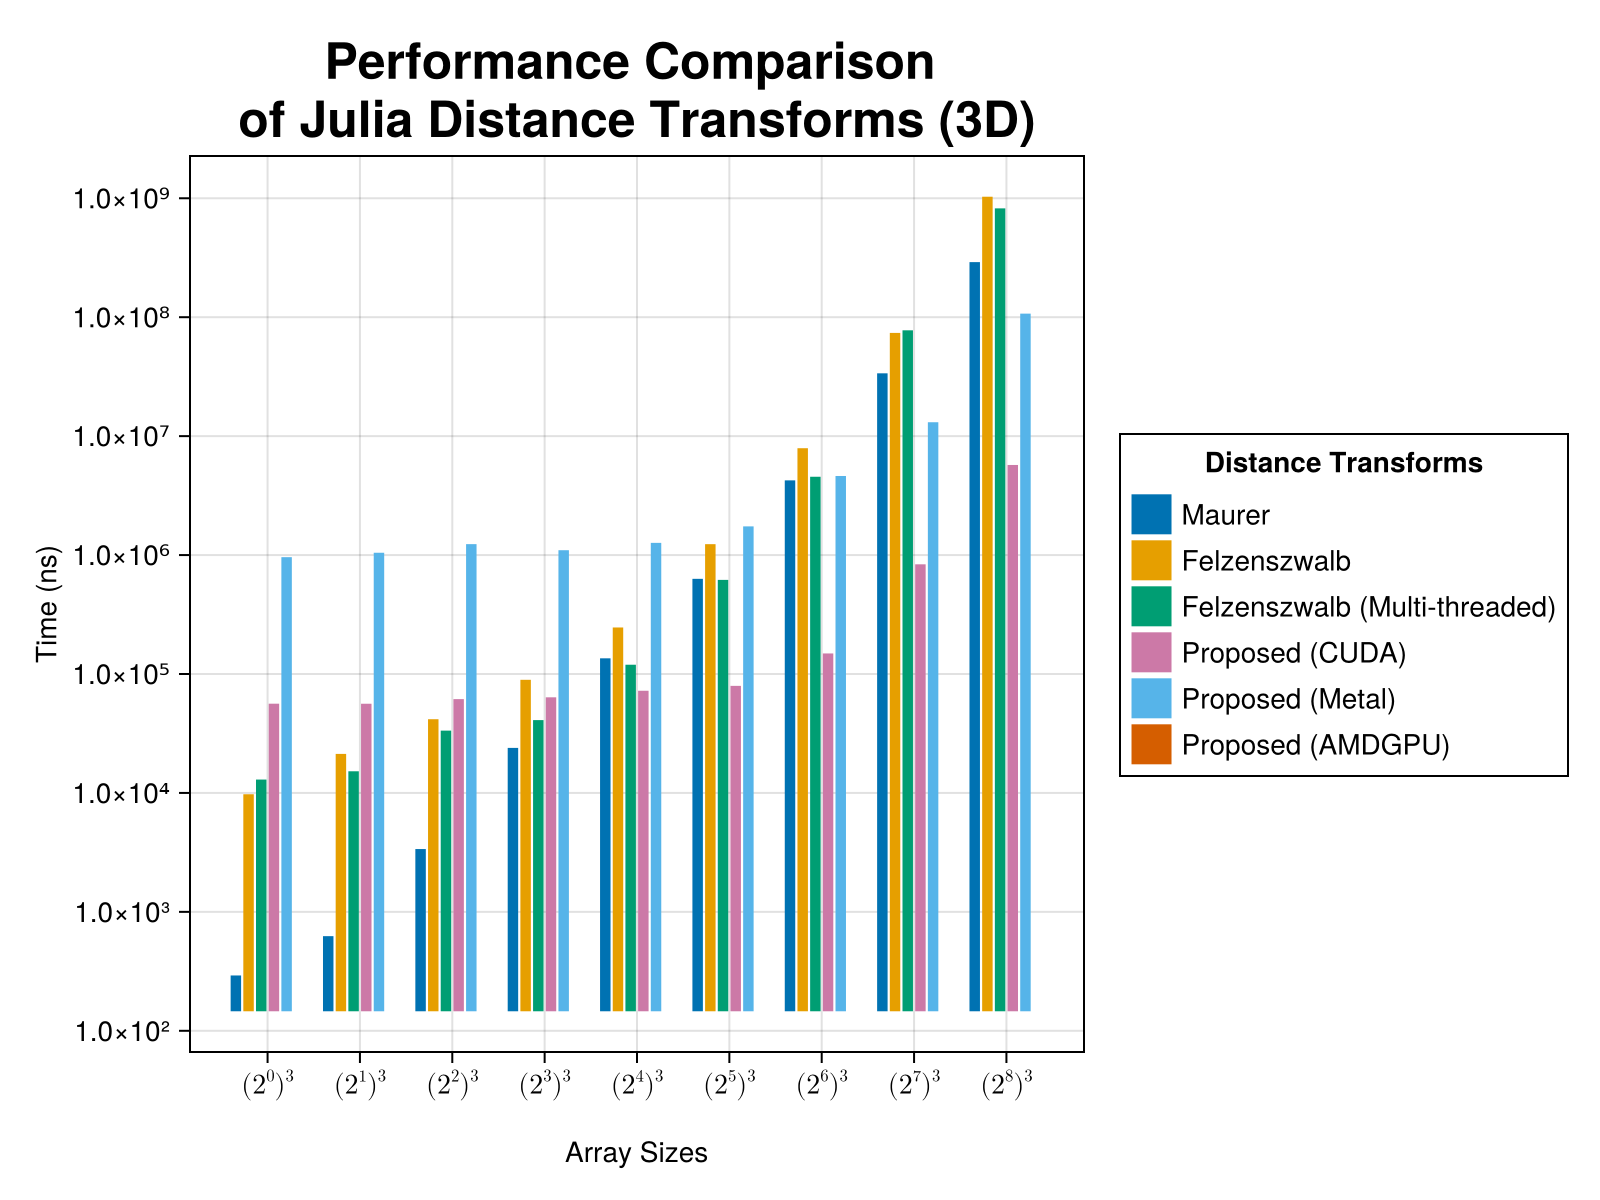 Performance Comparison
of Julia Distance Transforms (3D)
Time (ns)
1.0×10⁹
1.0×10⁸
1.0×10⁷
1.0×10⁶
1.0×10⁵
1.0×10⁴
1.0×10³
1.0×10²
(2⁰)³ (2¹)³ (2²)³ (2³)³ (2⁴)³ (2⁵)³ (2⁶)³ (2⁷)³ (2⁸)³
Array Sizes
Distance Transforms
Maurer
Felzenszwalb
Felzenszwalb (Multi-threaded)
Proposed (CUDA)
Proposed (Metal)
Proposed (AMDGPU)